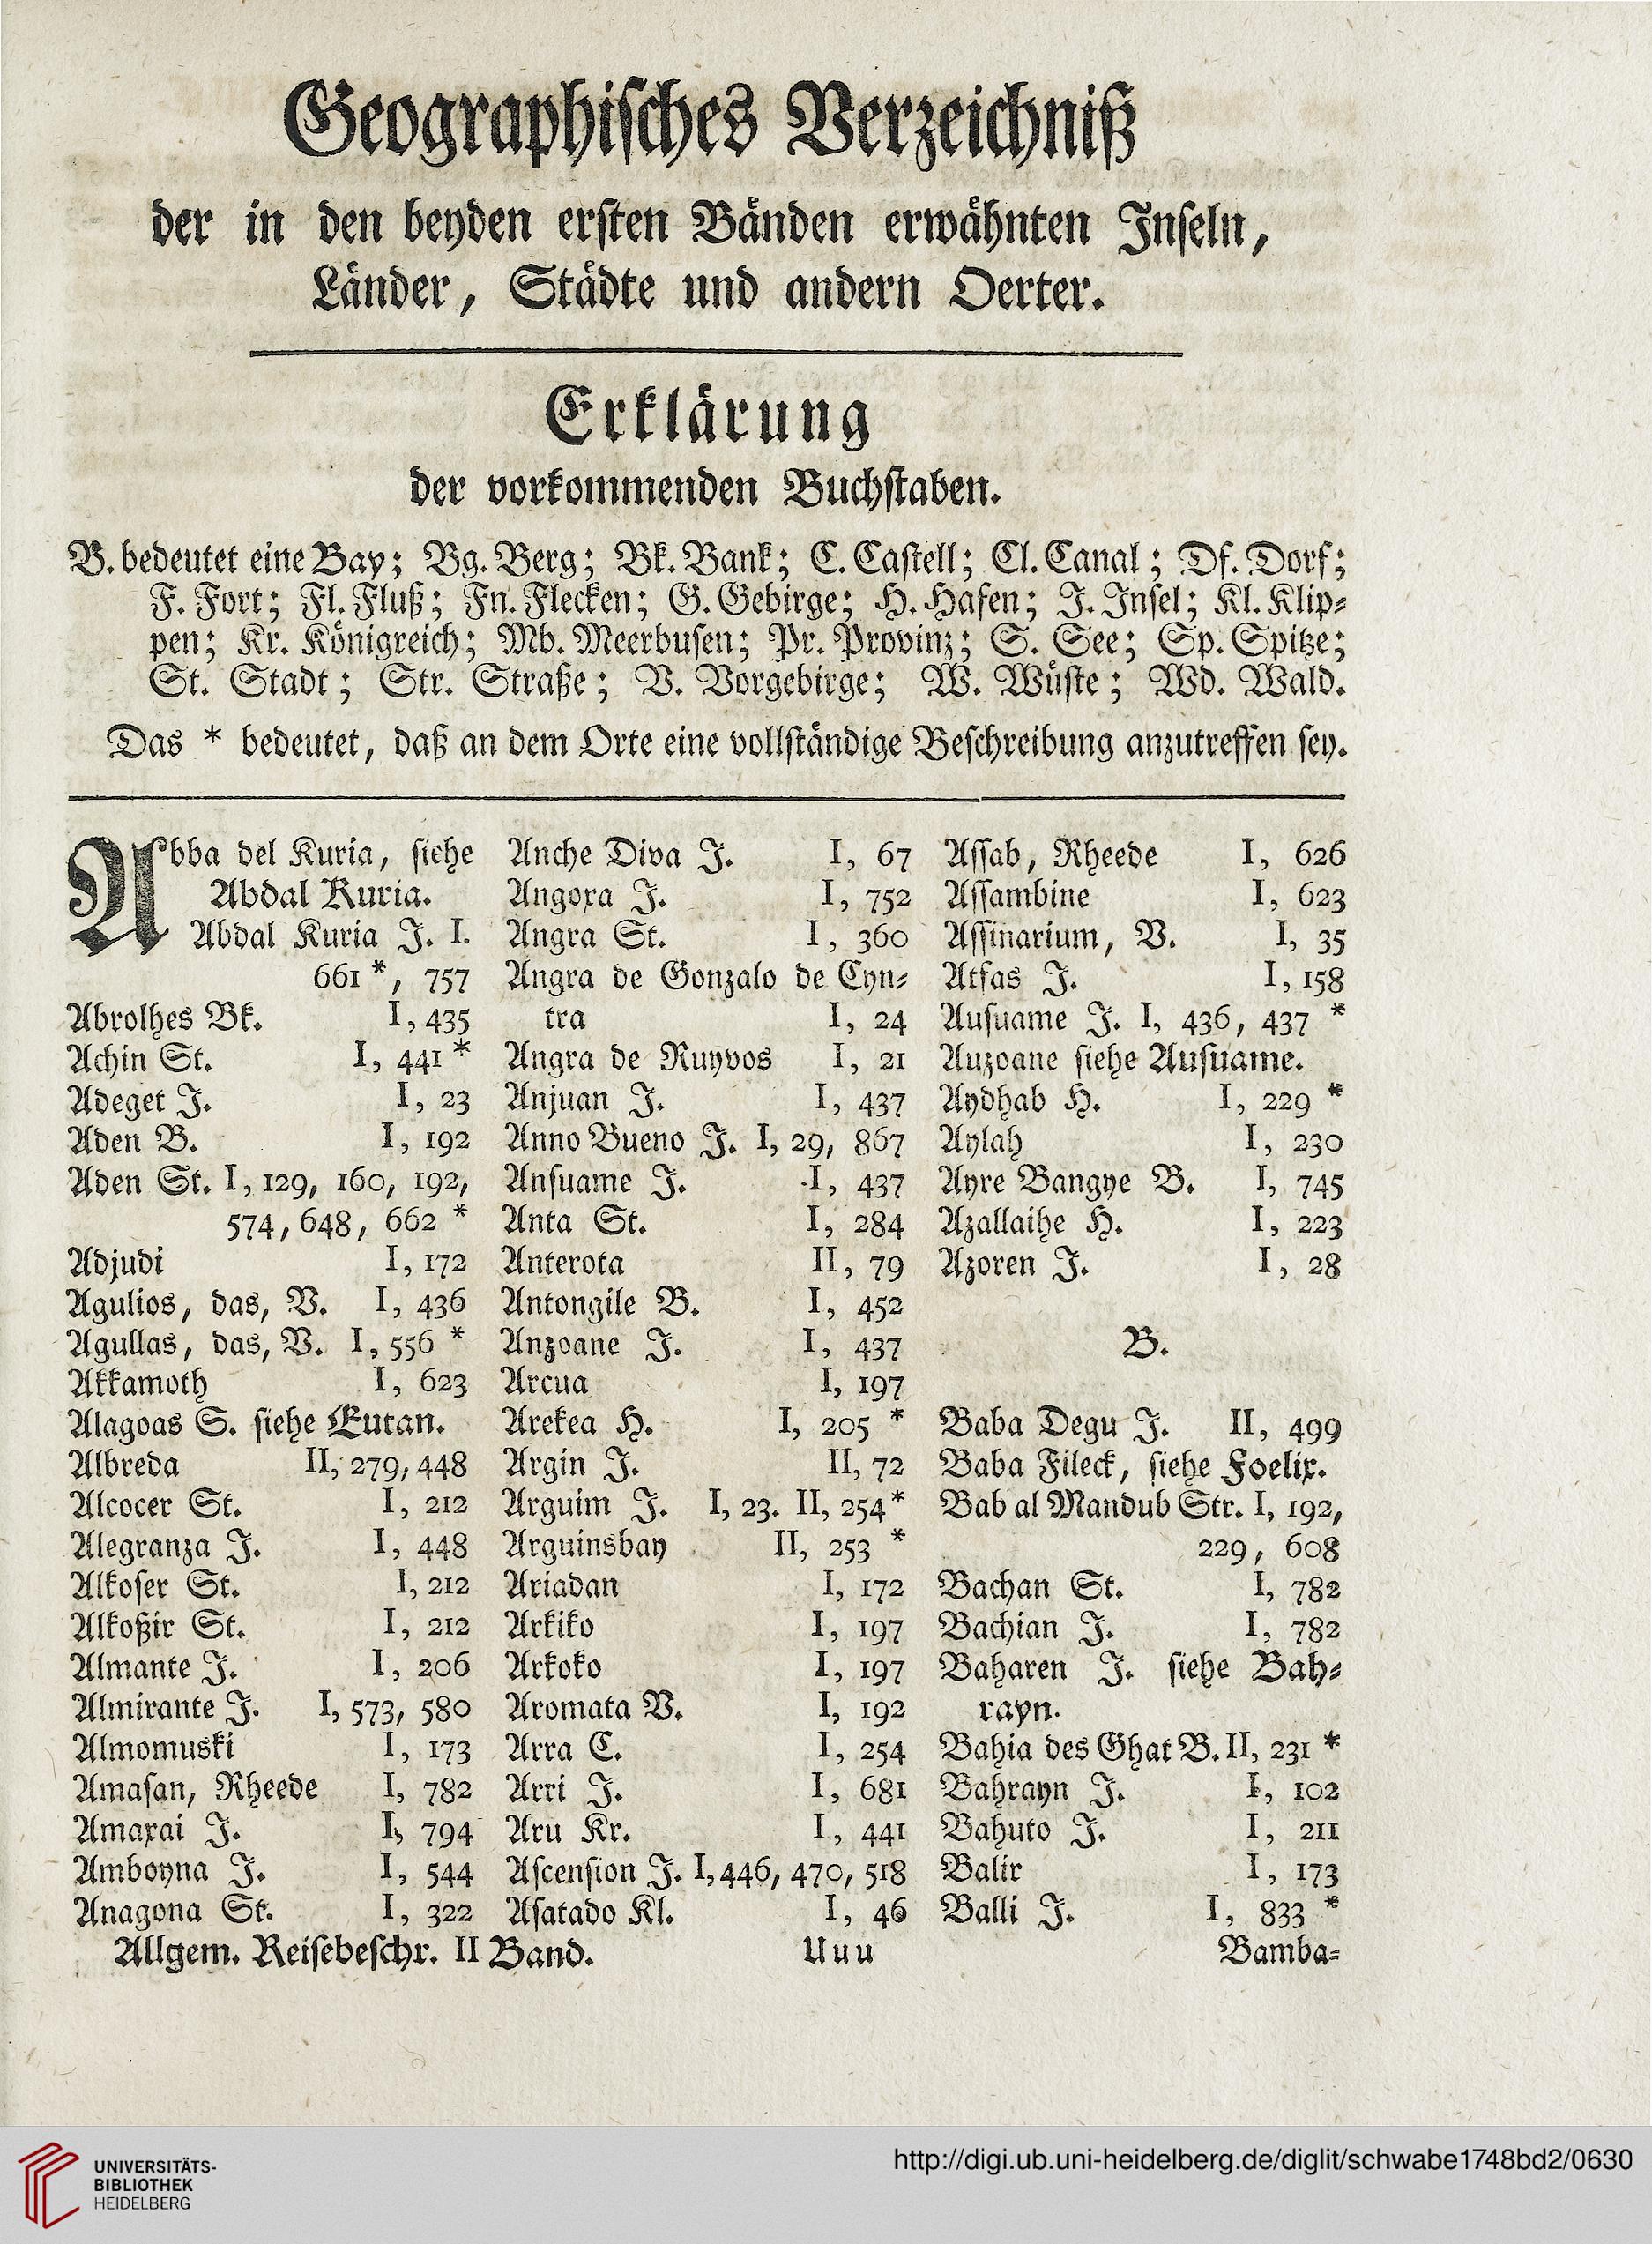 Geographisches Verzeichniß
der in den beyden ersten Bänden erwähnten Inseln,
Länder, Städte und andern Oerter.
Erklärung
der vorkommenden Buchstaben.
B. bedeutet eine Bay; Bg. Berg; Bk. Bank; C. Castell; Cl. Canal; Df. Dorf;
F. Fort; Fl. Fluß; Fn. Flecken; G. Gebirge; H. Hafen; J. Insel; Kl. Klip-
pen; Kr. Königreich; Mb. Meerbusen; Pr. Provinz; S. See; Sp. Spitze;
St. Stadt; Str. Straße; V. Vorgebirge; W. Wüste; Wd. Wald.
Das * bedeutet, daß an dem Orte eine vollständige Beschreibung anzutreffen sey.
Abba del Kuria, siehe
Abdal Kuria.
Abdal Kuria J. I.
661 *, 757
Abrolhes Bk. I, 435
Achin St. I, 441 *
Adeget J. I, 23
Aden B. I, 192
Aden St. I, 129, 160, 192,
574, 648, 662 *
Adjudi I, 172
Agulios, das, V. I, 436
Agullas, das, V. I, 556 *
Akkamoth I, 623
Alagoas S. siehe Eutan.
Albreda II, 279, 448
Alcocer St. I, 212
Alegranza J. I, 448
Alkoser St. I, 212
Alkoßir St. I, 212
Almante J. I, 206
Almirante J. I, 573, 580
Almomuski I, 173
Amasan, Rheede I, 782
Amaxai J. I, 794
Amboyna J. I, 544
Anagona St. I, 322
Anche Diva J. I, 67
Angoxa J. I, 752
Angra St. I, 360
Angra de Gonzalo de Cyn-
tra I, 24
Angra de Ruyvos I, 21
Anjuan J. I, 437
Anno Bueno J. I, 29, 867
Ansuame J. I, 437
Anta St. I, 284
Anterota II, 79
Antongile B. I, 452
Anzoane J. I, 437
Arcua I, 197
Arekea H. I, 205 *
Argin J. II, 72
Arguim J. I, 23. II, 254*
Arguinsbay II, 253 *
Ariadan I, 172
Arkiko I, 197
Arkoko I, 197
Aromata V. I, 192
Arra C. I, 254
Arri J. I, 681
Aru Kr. I, 441
Ascension J. I, 446, 470, 518
Asatado Kl. I, 46
Assab, Rheede I, 626
Assambine I, 623
Assinarium, V. I, 35
Atfas J. I, 158
Ausuame J. I, 436, 437 *
Auzoane siehe Ausuame.
Aydhab H. I, 229 *
Aylah I, 230
Ayre Bangye B. I, 745
Azallaihe H. I, 223
Azoren J. I, 28
B.
Baba Degu J. II, 499
Baba Fileck, siehe Foelix.
Bab al Mandub Str. I, 192,
229, 608
Bachan St. I, 782
Bachian J. I, 782
Baharen J. siehe Bah-
rayn.
Bahia des Ghat B. II, 231 *
Bahrayn J. I, 102
Bahuto J. I, 211
Balir I, 173
Balli J. I, 833 *
Allgem. Reisebeschr. II Band. Uuu Bamba-
UNIVERSITÄTS-
BIBLIOTHEK
HEIDELBERG
http://digi.ub.uni-heidelberg.de/diglit/schwabe1748bd2/0630